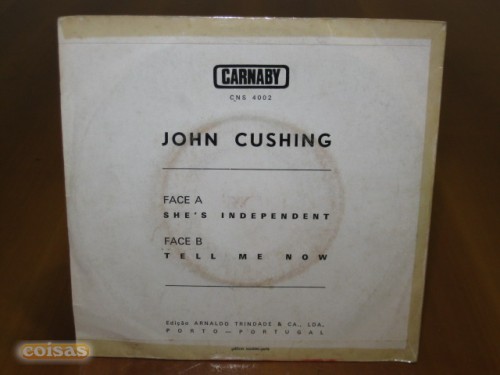 CARNABY
CNS 4002
JOHN CUSHING
FACE A
SHE'S INDEPENDENT
FACE B
TELL ME NOW
Edição ARNALDO TRINDADE & CA., LDA,
PORTO — PORTUGAL
coisas